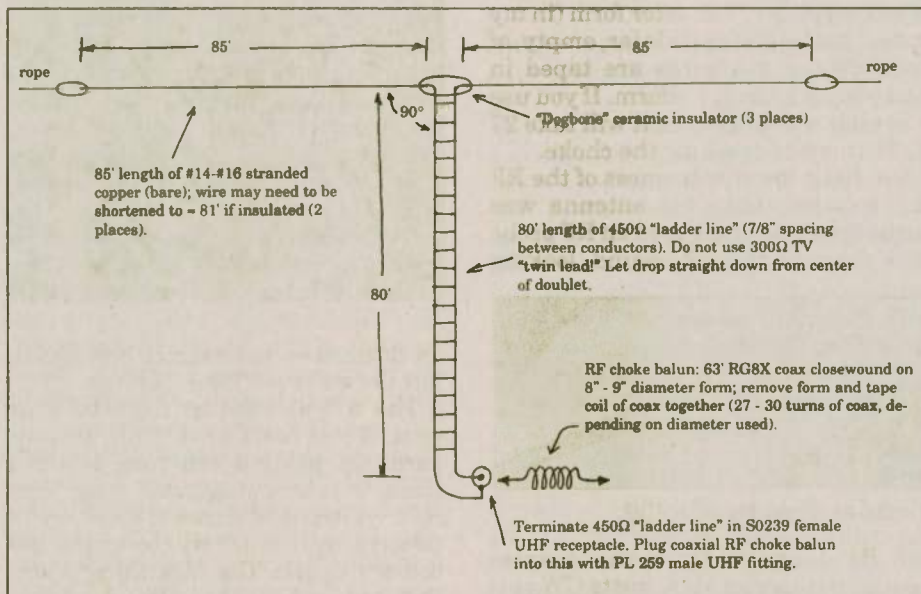 85'
85'
rope
rope
90°
"Dogbone" ceramic insulator (3 places)
85' length of #14-#16 stranded
copper (bare); wire may need to be
shortened to = 81' if insulated (2
places).
80' length of 450Ω "ladder line" (7/8" spacing
between conductors). Do not use 300Ω TV
"twin lead!" Let drop straight down from center
of doublet.
80'
RF choke balun: 63' RG8X coax closewound on
8" - 9" diameter form; remove form and tape
coil of coax together (27 - 30 turns of coax, de-
pending on diameter used).
Terminate 450Ω "ladder line" in S0239 female
UHF receptacle. Plug coaxial RF choke balun
into this with PL 259 male UHF fitting.